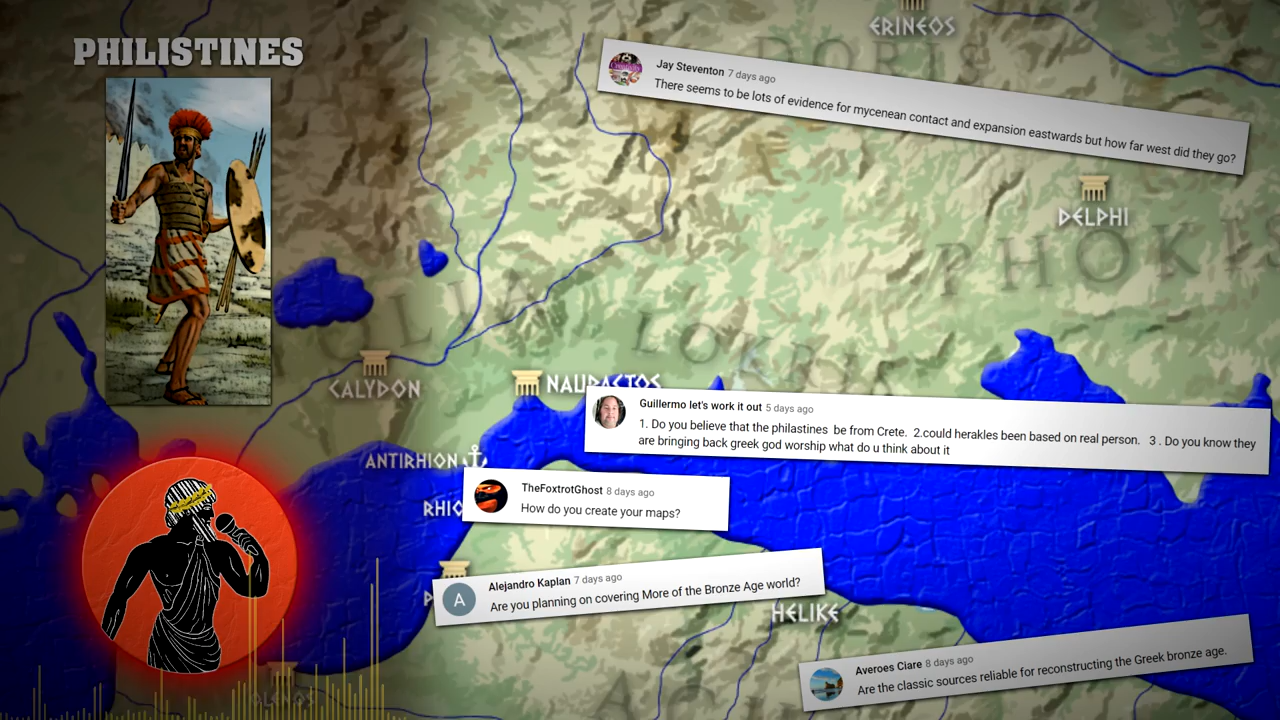 PHILISTINES
ERINEOS
DORIS
Jay Steventon 7 days ago
There seems to be lots of evidence for mycenean contact and expansion eastwards but how far west did they go?
DELPHI
PHOKIS
LOKRIS
CALYDON
NAUPACTOS
Guillermo let's work it out 5 days ago
1. Do you believe that the philastines be from Crete. 2.could herakles been based on real person. 3 . Do you know they
are bringing back greek god worship what do u think about it
ANTIRHION
TheFoxtrotGhost 8 days ago
How do you create your maps?
RHIO
Alejandro Kaplan 7 days ago
A
Are you planning on covering More of the Bronze Age world?
HELIKE
Averoes Ciare 8 days ago
Are the classic sources reliable for reconstructing the Greek bronze age.
OLENOS